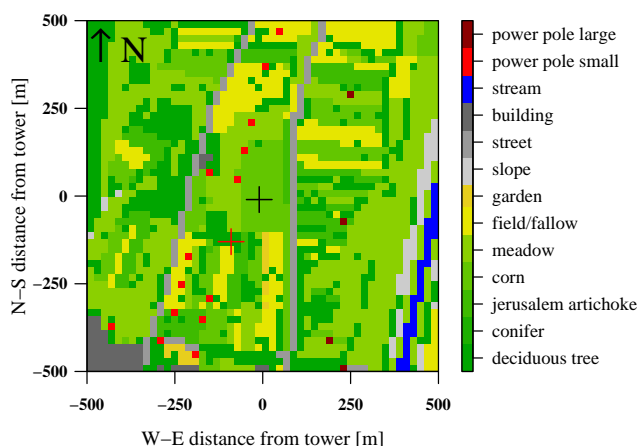 N
500
250
0
−250
−500
−500
−250
0
250
500
N−S distance from tower [m]
W−E distance from tower [m]
power pole large
power pole small
stream
building
street
slope
garden
field/fallow
meadow
corn
jerusalem artichoke
conifer
deciduous tree